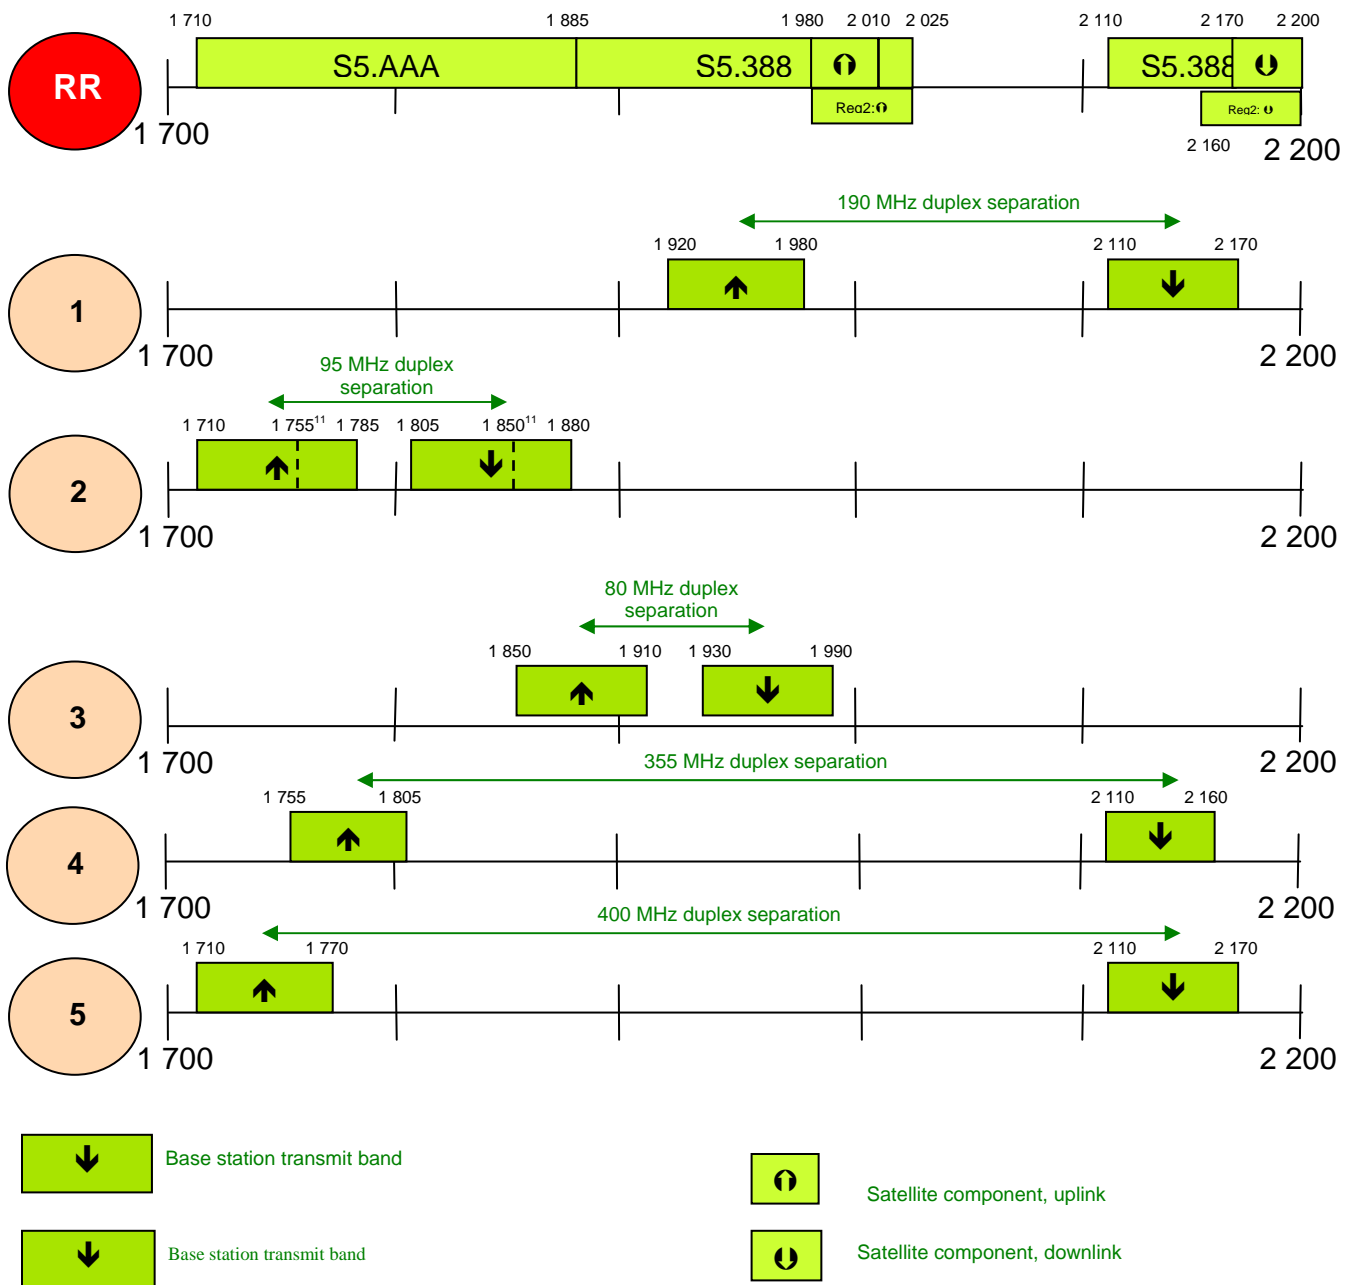 1 710 1 885 1 980 2 010 2 025 2 110 2 170 2 200
RR S5.AAA S5.388 S5.388
Reg2: Reg2:
1 700 2 160 2 200
190 MHz duplex separation
1 920 1 980 2 110 2 170
1
1 700 2 200
95 MHz duplex
separation
1 710 1 755¹¹ 1 785 1 805 1 850¹¹ 1 880
2
1 700 2 200
80 MHz duplex
separation
1 850 1 910 1 930 1 990
3
1 700 2 200
355 MHz duplex separation
1 755 1 805 2 110 2 160
4
1 700 2 200
400 MHz duplex separation
1 710 1 770 2 110 2 170
5
1 700 2 200
Base station transmit band
Satellite component, uplink
Base station transmit band
Satellite component, downlink